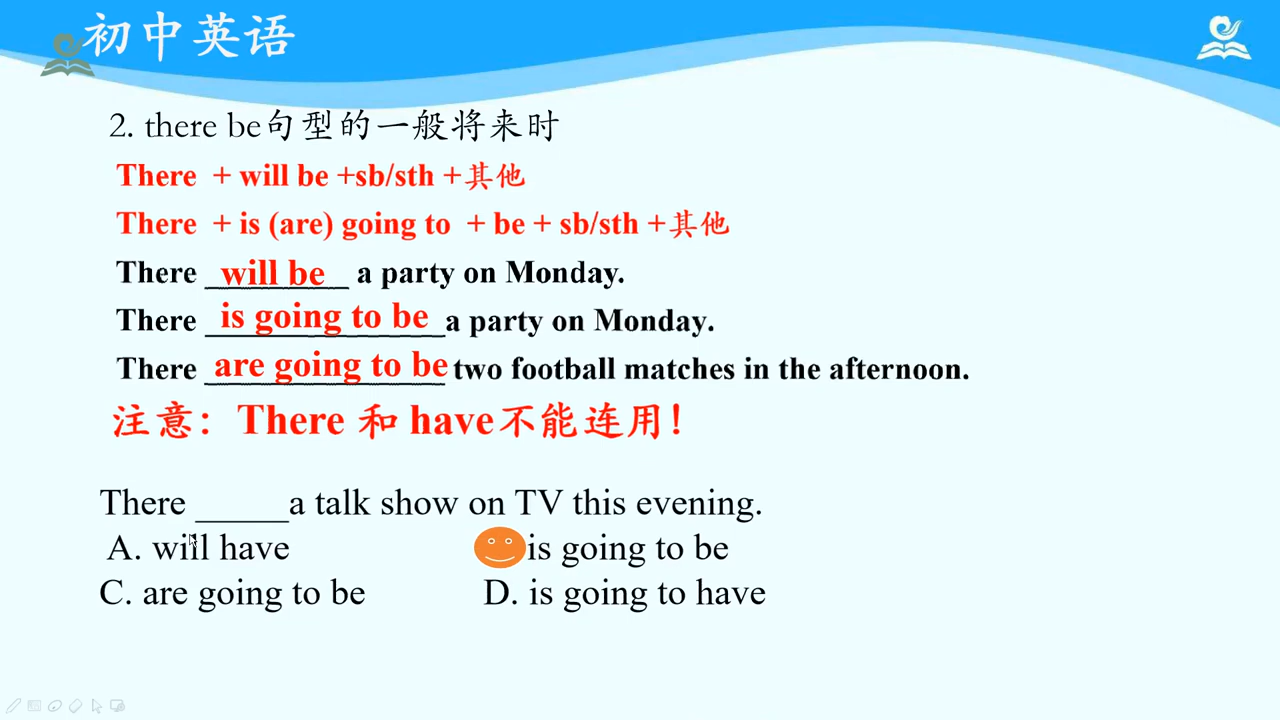 初中英语
2. there be句型的一般将来时
There + will be +sb/sth +其他
There + is (are) going to + be + sb/sth +其他
There will be a party on Monday.
There is going to be a party on Monday.
There are going to be two football matches in the afternoon.
注意：There 和 have不能连用！
There _____a talk show on TV this evening.
A. will have is going to be
C. are going to be D. is going to have